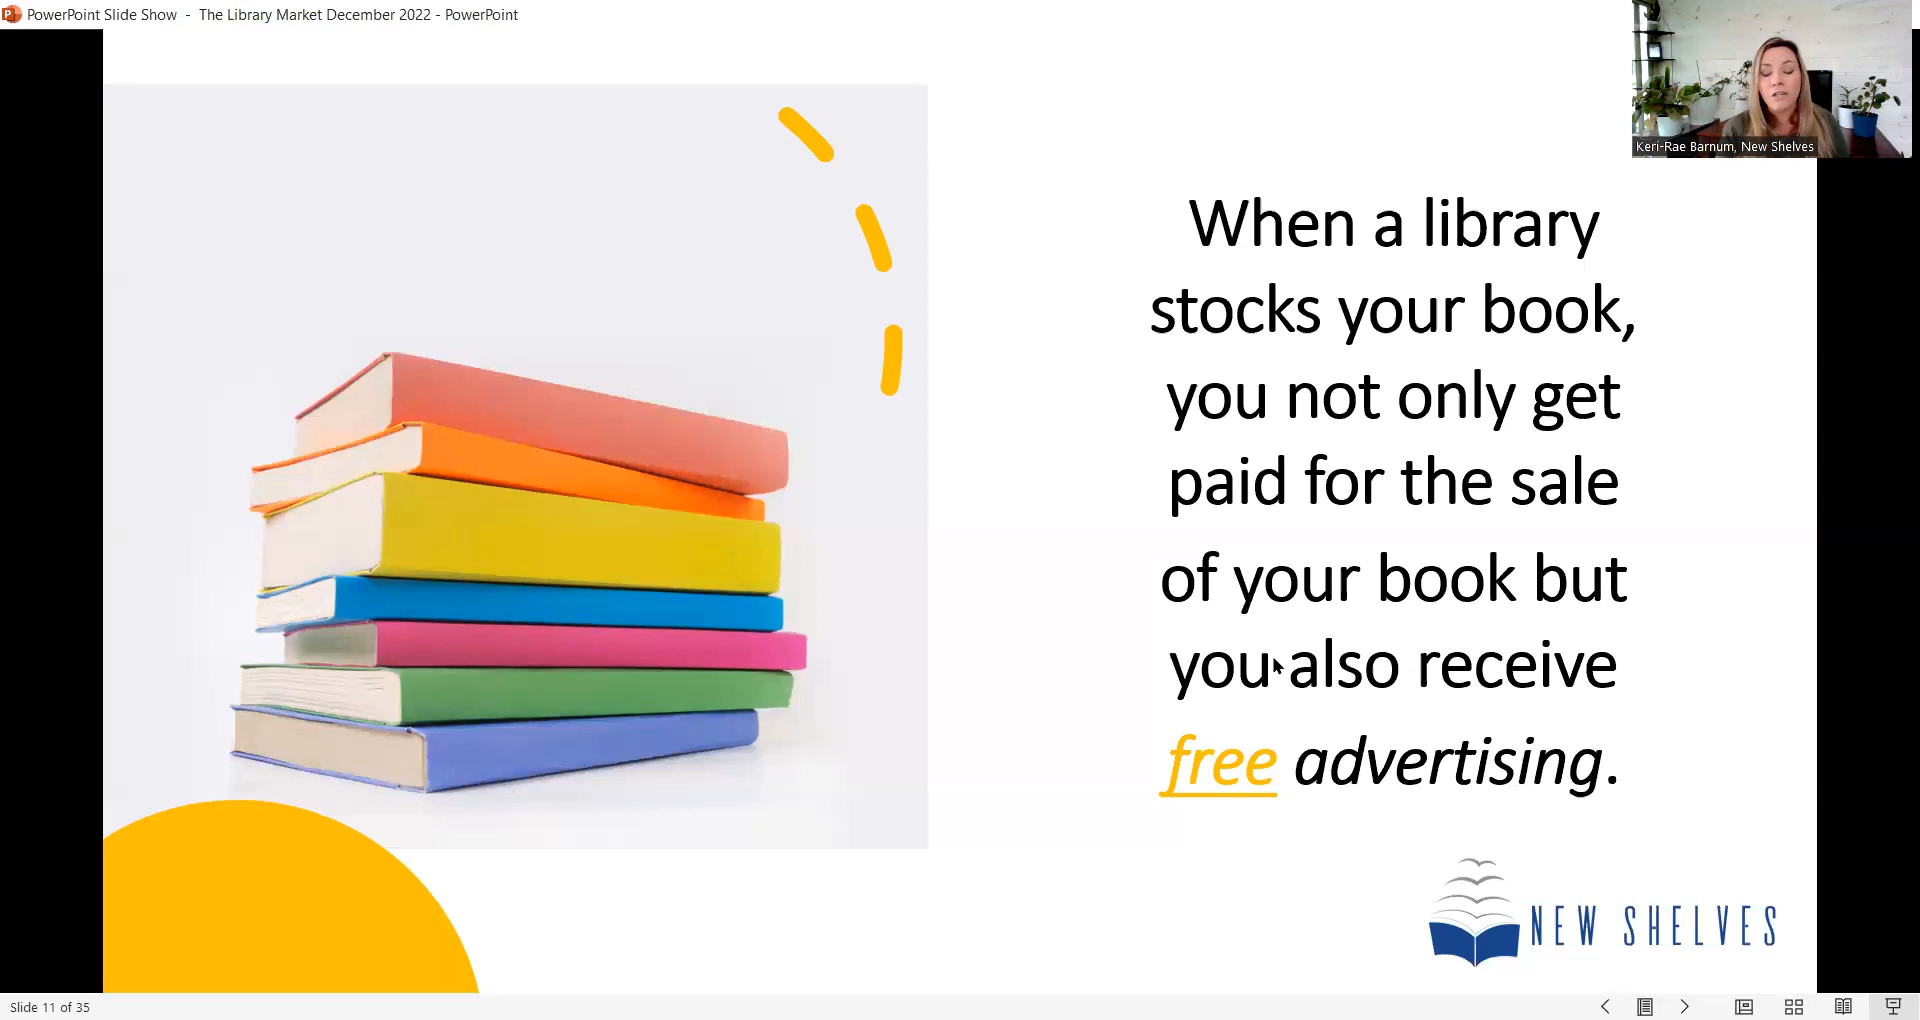 PowerPoint Slide Show - The Library Market December 2022 - PowerPoint
Keri-Rae Barnum, New Shelves
When a library
stocks your book,
you not only get
paid for the sale
of your book but
you also receive
free advertising.
NEW SHELVES
Slide 11 of 35